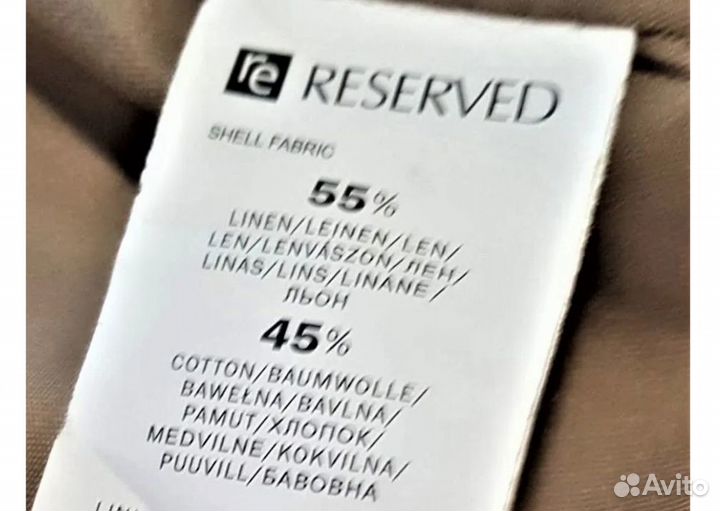 re RESERVED
SHELL FABRIC
55%
LINEN/LEINEN/LEN/
LEN/LENVÁSZON/ЛЕН/
LINAS/LINS/LINANE/
ЛЬОН
45%
COTTON/BAUMWOLLE/
BAWEŁNA/BAVLNA/
PAMUT/ХЛОПОК/
MEDVILNE/KOKVILNA/
PUUVILL/БАВОВНА
Avito